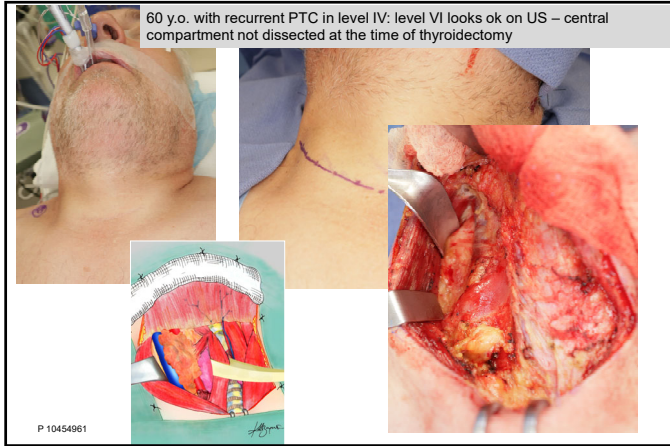 60 y.o. with recurrent PTC in level IV: level VI looks ok on US – central
compartment not dissected at the time of thyroidectomy
P 10454961